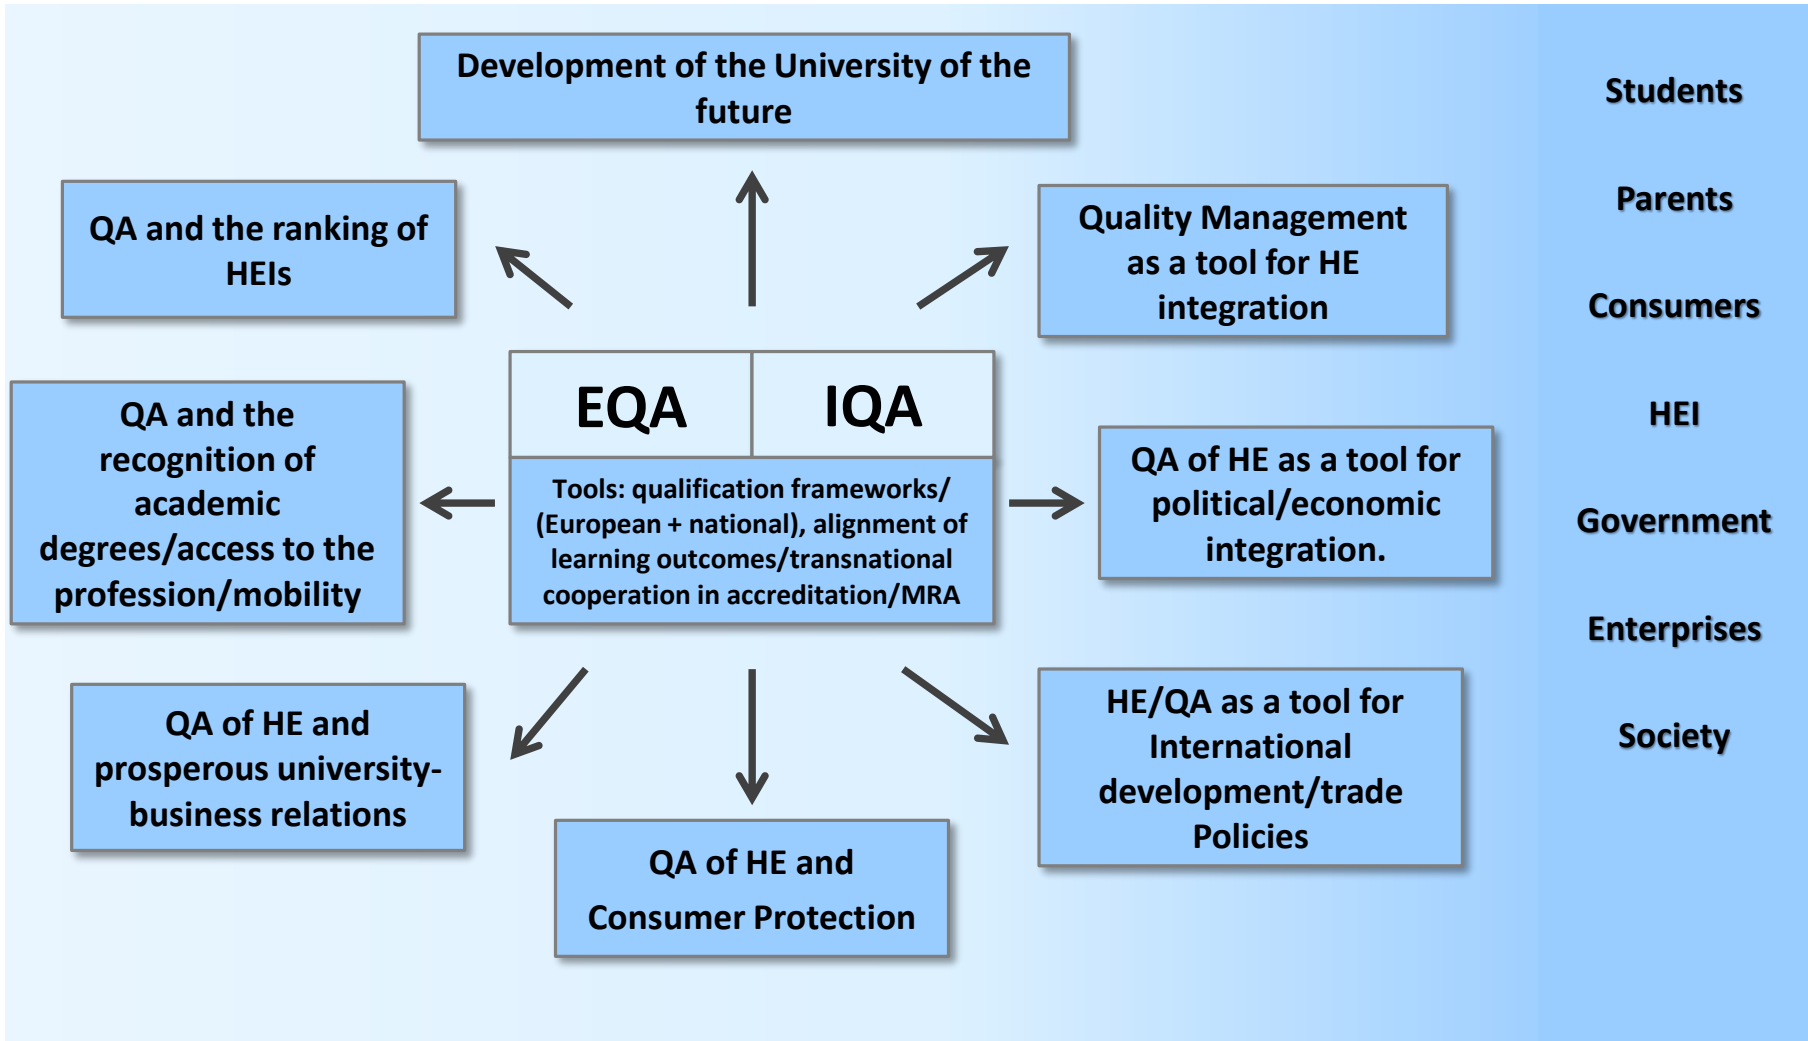 Development of the University of the
future
QA and the ranking of
HEIs
Quality Management
as a tool for HE
integration
EQA
IQA
Tools: qualification frameworks/
(European + national), alignment of
learning outcomes/transnational
cooperation in accreditation/MRA
QA and the
recognition of
academic
degrees/access to the
profession/mobility
QA of HE as a tool for
political/economic
integration.
QA of HE and
prosperous university-
business relations
QA of HE and
Consumer Protection
HE/QA as a tool for
International
development/trade
Policies
Students
Parents
Consumers
HEI
Government
Enterprises
Society